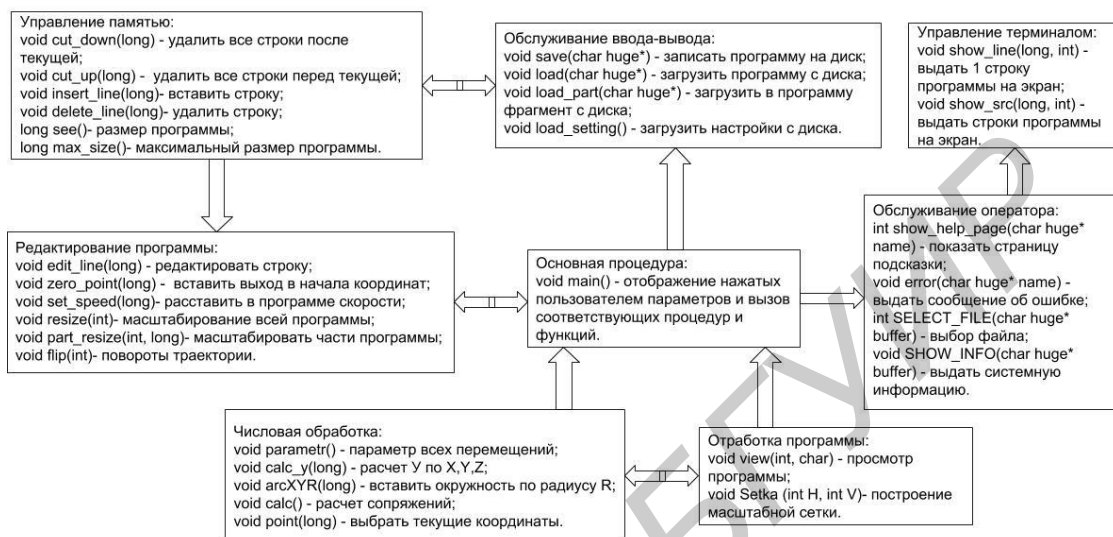 Управление памятью:
void cut_down(long) - удалить все строки после
текущей;
void cut_up(long) - удалить все строки перед текущей;
void insert_line(long)- вставить строку;
void delete_line(long)- удалить строку;
long see()- размер программы;
long max_size()- максимальный размер программы.
Обслуживание ввода-вывода:
void save(char huge*) - записать программу на диск;
void load(char huge*) - загрузить программу с диска;
void load_part(char huge*) - загрузить в программу
фрагмент с диска;
void load_setting() - загрузить настройки с диска.
Управление терминалом:
void show_line(long, int) -
выдать 1 строку
программы на экран;
void show_src(long, int) -
выдать строки программы
на экран.
Редактирование программы:
void edit_line(long) - редактировать строку;
void zero_point(long) - вставить выход в начала координат;
void set_speed(long)- расставить в программе скорости;
void resize(int)- масштабирование всей программы;
void part_resize(int, long)- масштабировать части программы;
void flip(int)- повороты траектории.
Основная процедура:
void main() - отображение нажатых
пользователем параметров и вызов
соответствующих процедур и
функций.
Обслуживание оператора:
int show_help_page(char huge*
name) - показать страницу
подсказки;
void error(char huge* name) -
выдать сообщение об ошибке;
int SELECT_FILE(char huge*
buffer) - выбор файла;
void SHOW_INFO(char huge*
buffer) - выдать системную
информацию.
Числовая обработка:
void parametr() - параметр всех перемещений;
void calc_y(long) - расчет У по X,Y,Z;
void arcXYR(long) - вставить окружность по радиусу R;
void calc() - расчет сопряжений;
void point(long) - выбрать текущие координаты.
Отработка программы:
void view(int, char) - просмотр
программы;
void Setka (int H, int V)- построение
масштабной сетки.
БГУИР